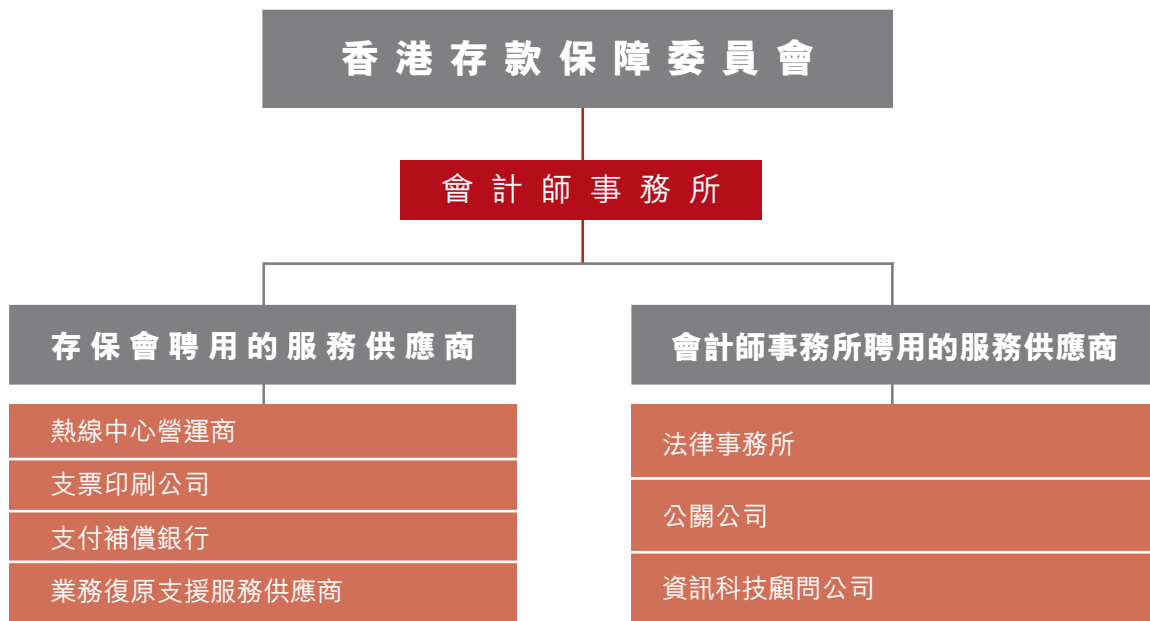 香港存款保障委員會
會計師事務所
存保會聘用的服務供應商
熱線中心營運商
支票印刷公司
支付補償銀行
業務復原支援服務供應商
會計師事務所聘用的服務供應商
法律事務所
公關公司
資訊科技顧問公司